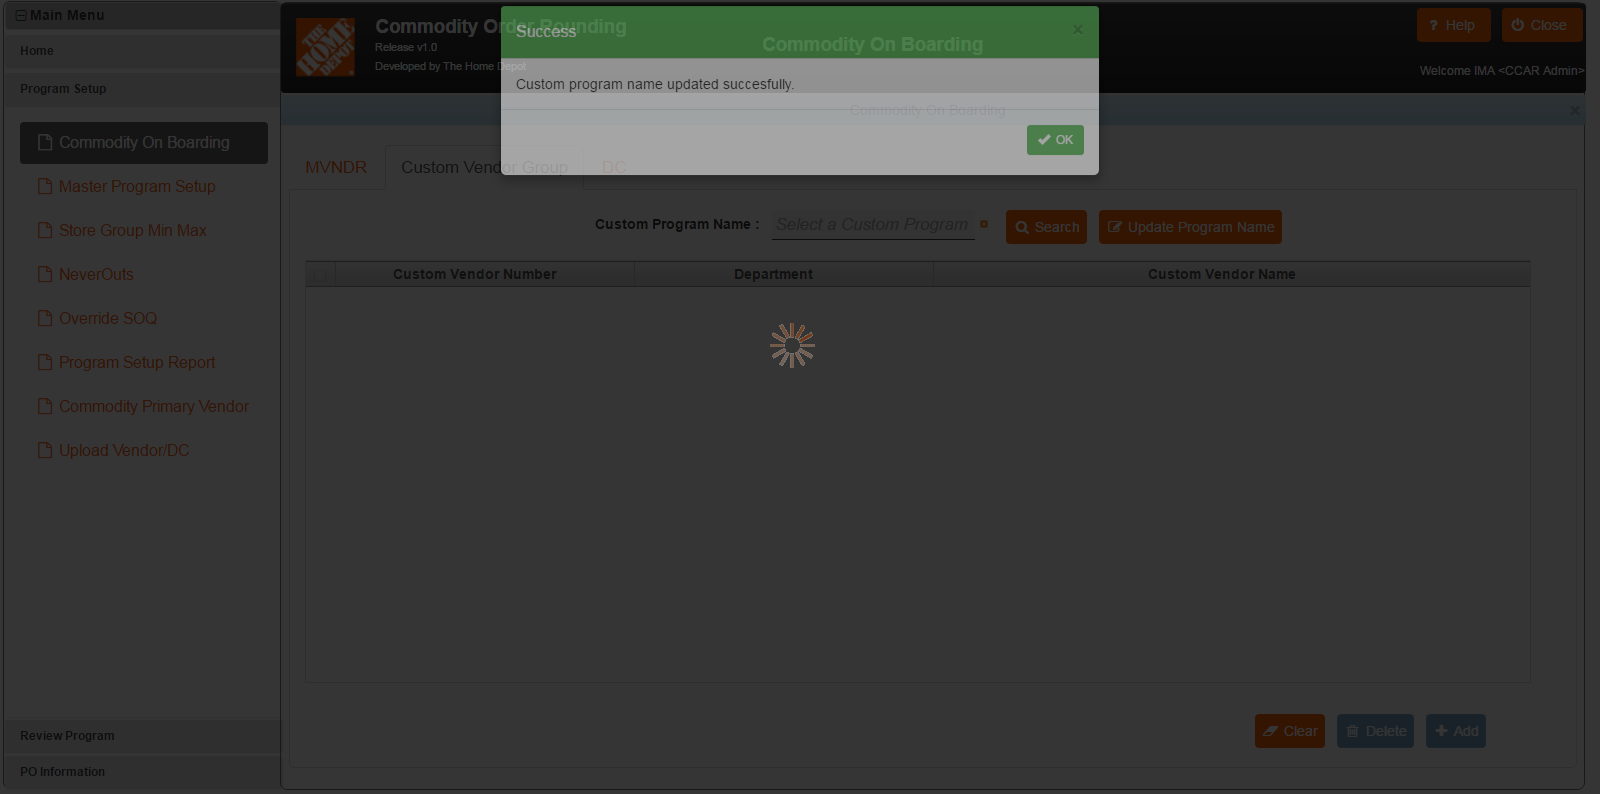 Main Menu
Home
Program Setup
Commodity On Boarding
Master Program Setup
Store Group Min Max
NeverOuts
Override SOQ
Program Setup Report
Commodity Primary Vendor
Upload Vendor/DC
Review Program
PO Information
THE HOME DEPOT
Commodity Order Rounding
Release v1.0
Developed by The Home Depot
Commodity On Boarding
Help
Close
Welcome IMA <CCAR Admin>
Success
Custom program name updated succesfully.
OK
Commodity On Boarding
MVNDR
Custom Vendor Group
DC
Custom Program Name :
Select a Custom Program
Search
Update Program Name
Custom Vendor Number
Department
Custom Vendor Name
Clear
Delete
Add